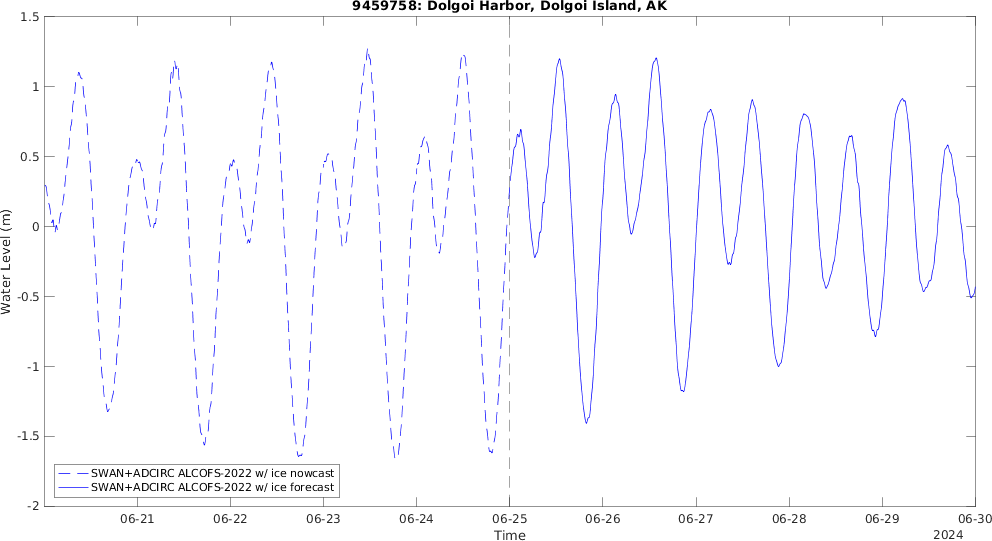 9459758: Dolgoi Harbor, Dolgoi Island, AK
1.5
1
0.5
0
-0.5
-1
-1.5
-2
Water Level (m)
SWAN+ADCIRC ALCOFS-2022 w/ ice nowcast
SWAN+ADCIRC ALCOFS-2022 w/ ice forecast
06-21 06-22 06-23 06-24 06-25 06-26 06-27 06-28 06-29 06-30
Time
2024